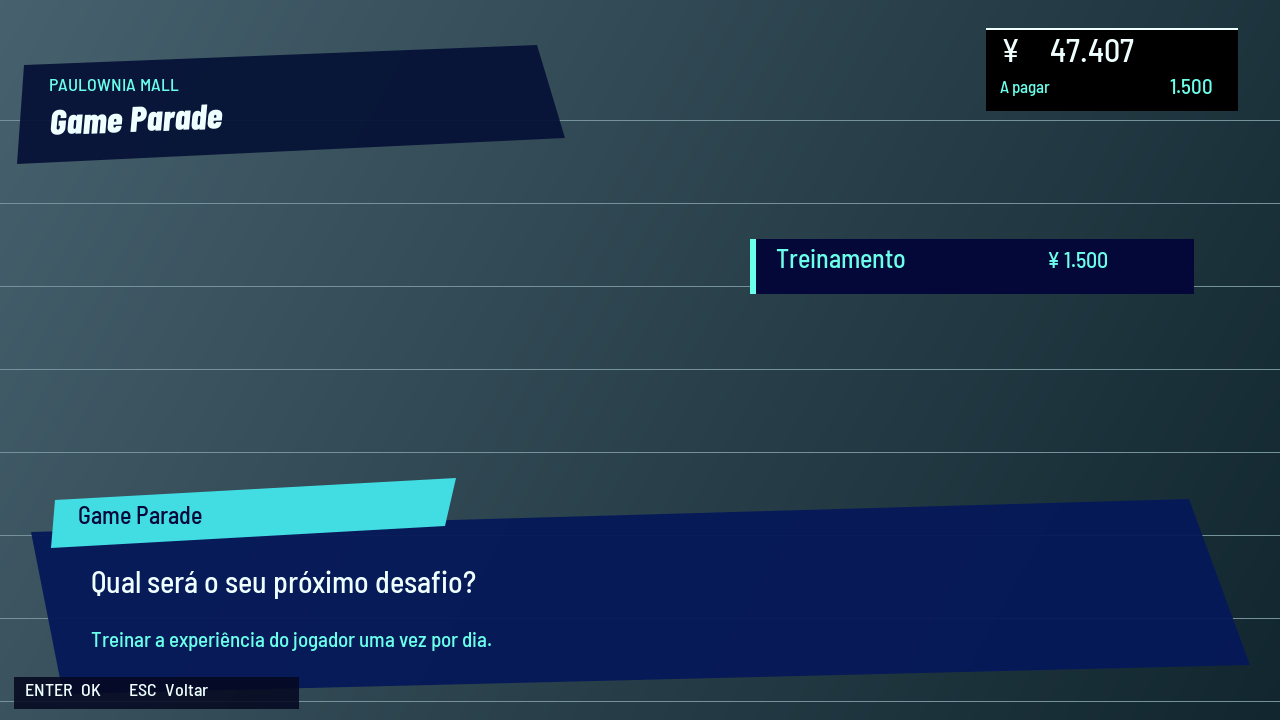 PAULOWNIA MALL
Game Parade
¥ 47.407
A pagar 1.500
Treinamento ¥ 1.500
Game Parade
Qual será o seu próximo desafio?
Treinar a experiência do jogador uma vez por dia.
ENTER OK ESC Voltar